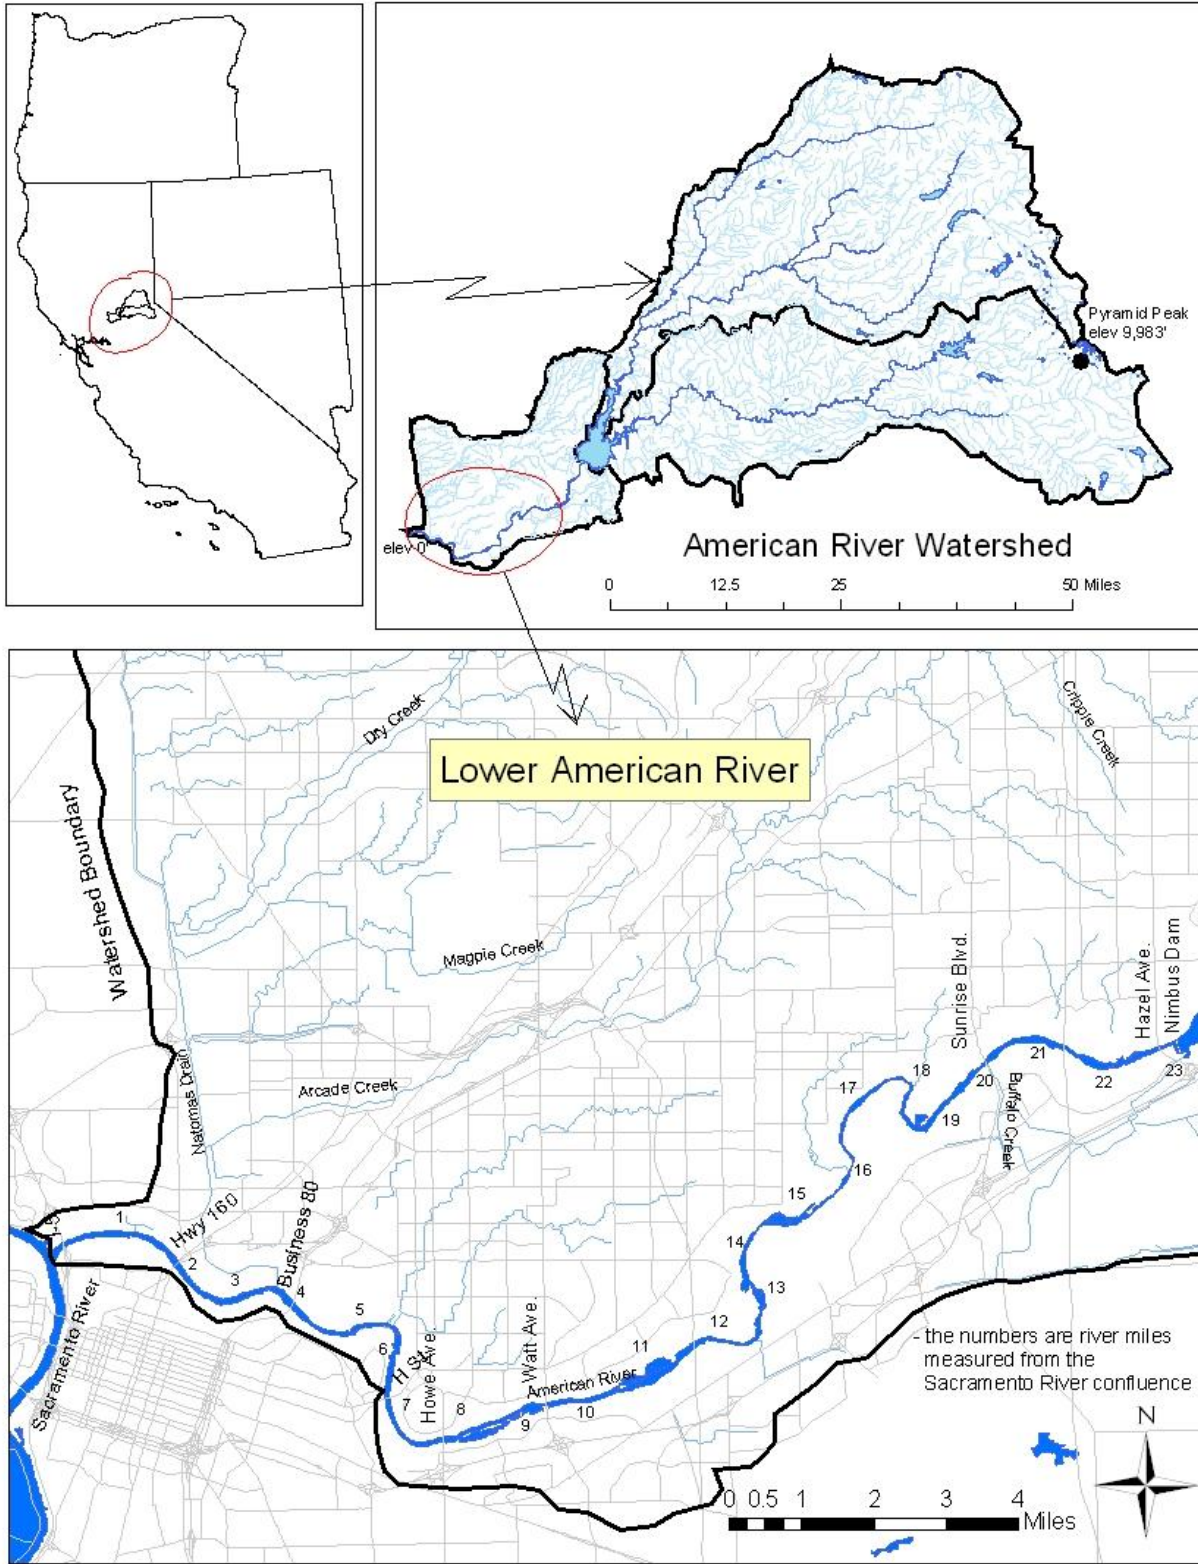 Pyramid Peak
elev 9,983'
elev 0'
American River Watershed
0 12.5 25 50 Miles
Lower American River
Dry Creek
Cripple Creek
Watershed Boundary
Magpie Creek
Sunrise Blvd.
Hazel Ave.
Nimbus Dam
Natomas Drain
Arcade Creek
Buffalo Creek
Hwy 160
Business 80
Sacramento River
H St.
Howe Ave.
Watt Ave.
American River
I-5
1
2
3
4
5
6
7
8
9
10
11
12
13
14
15
16
17
18
19
20
21
22
23
- the numbers are river miles
measured from the
Sacramento River confluence
N
0 0.5 1 2 3 4
Miles